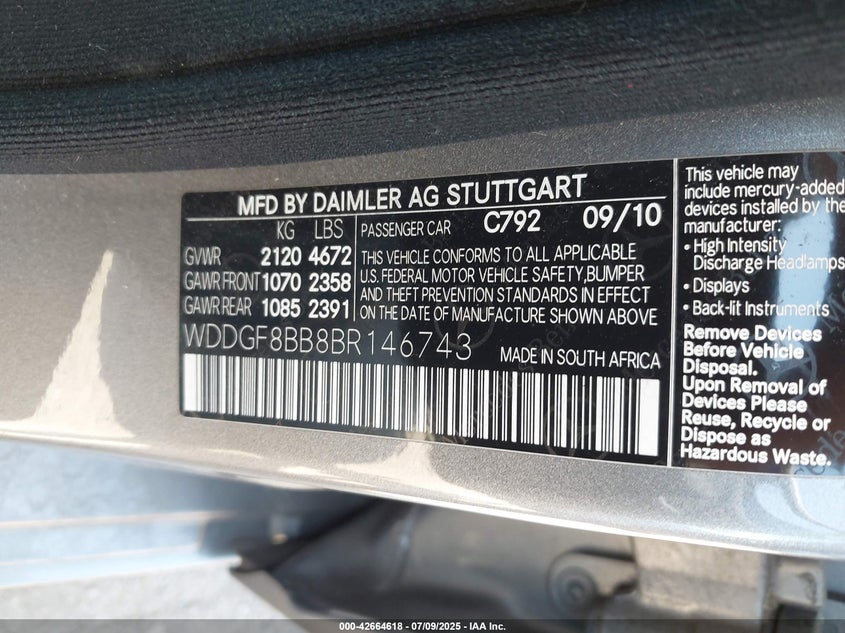 MFD BY DAIMLER AG STUTTGART
KG LBS
GVWR 2120 4672
GAWR FRONT 1070 2358
GAWR REAR 1085 2391
PASSENGER CAR C792 09/10
THIS VEHICLE CONFORMS TO ALL APPLICABLE
U.S. FEDERAL MOTOR VEHICLE SAFETY, BUMPER
AND THEFT PREVENTION STANDARDS IN EFFECT
ON THE DATE OF MANUFACTURE SHOWN ABOVE
WDDGF8BB8BR146743 MADE IN SOUTH AFRICA
This vehicle may
include mercury-added
devices installed by the
manufacturer:
• High Intensity
Discharge Headlamps
• Displays
• Back-lit Instruments
Remove Devices
Before Vehicle
Disposal.
Upon Removal of
Devices Please
Reuse, Recycle or
Dispose as
Hazardous Waste.
000-42664618 - 07/09/2025 - IAA Inc.